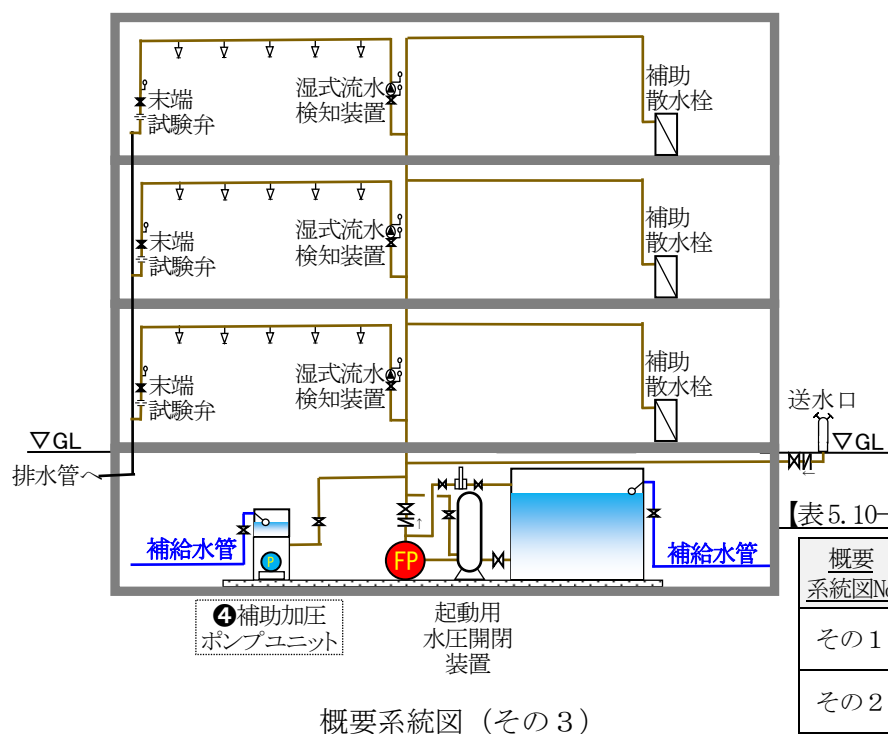 補助
散水栓
湿式流水
検知装置
末端
試験弁
補助
散水栓
湿式流水
検知装置
末端
試験弁
補助
散水栓
湿式流水
検知装置
末端
試験弁
送水口
▽GL
▽GL
排水管へ
【表5.10-
補給水管
P
FP
補給水管
概要
系統図No
その1
その2
❹補助加圧
ポンプユニット
起動用
水圧開閉
装置
概要系統図（その３）